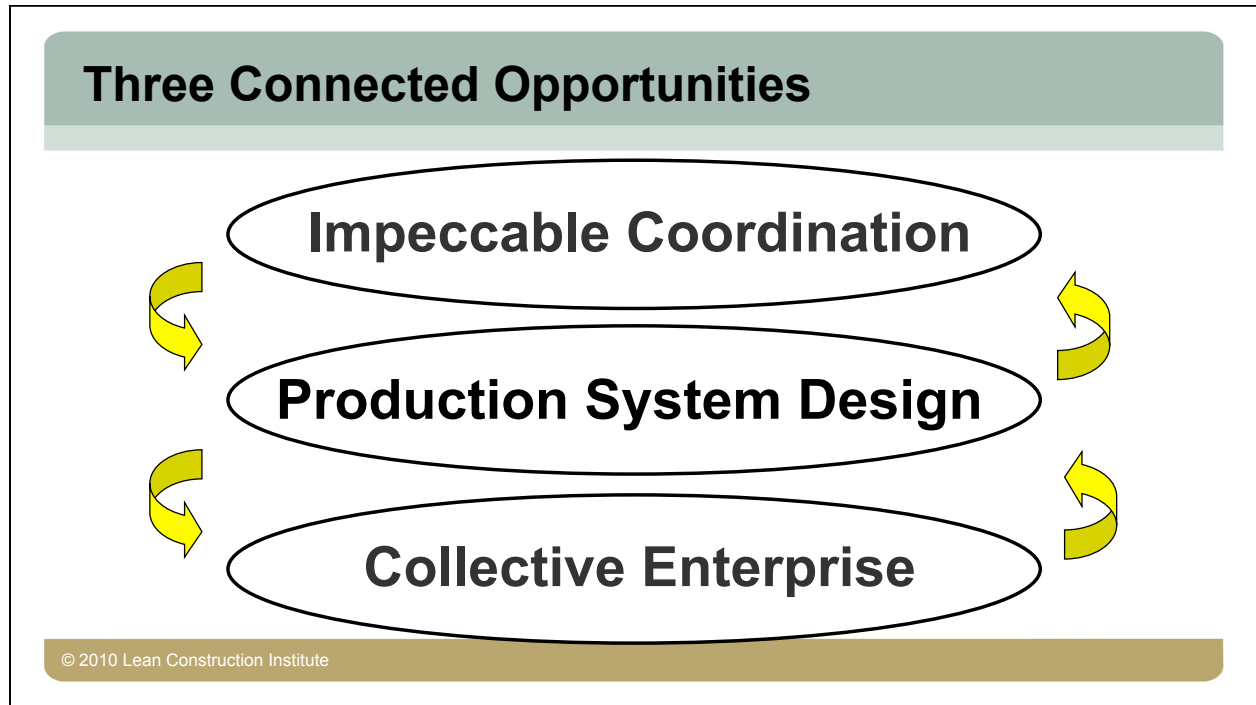 Three Connected Opportunities
Impeccable Coordination
Production System Design
Collective Enterprise
© 2010 Lean Construction Institute